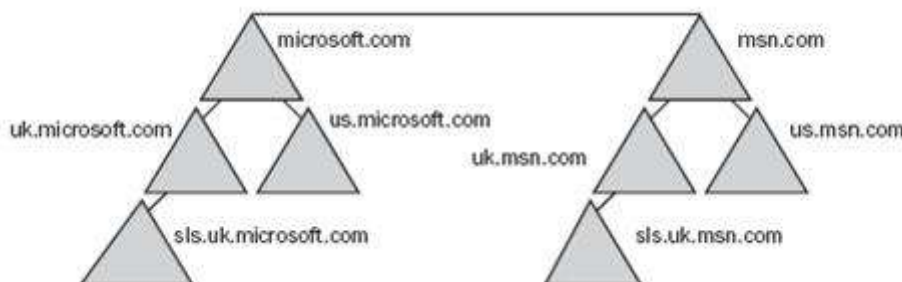 microsoft.com
msn.com
uk.microsoft.com
us.microsoft.com
uk.msn.com
us.msn.com
sls.uk.microsoft.com
sls.uk.msn.com